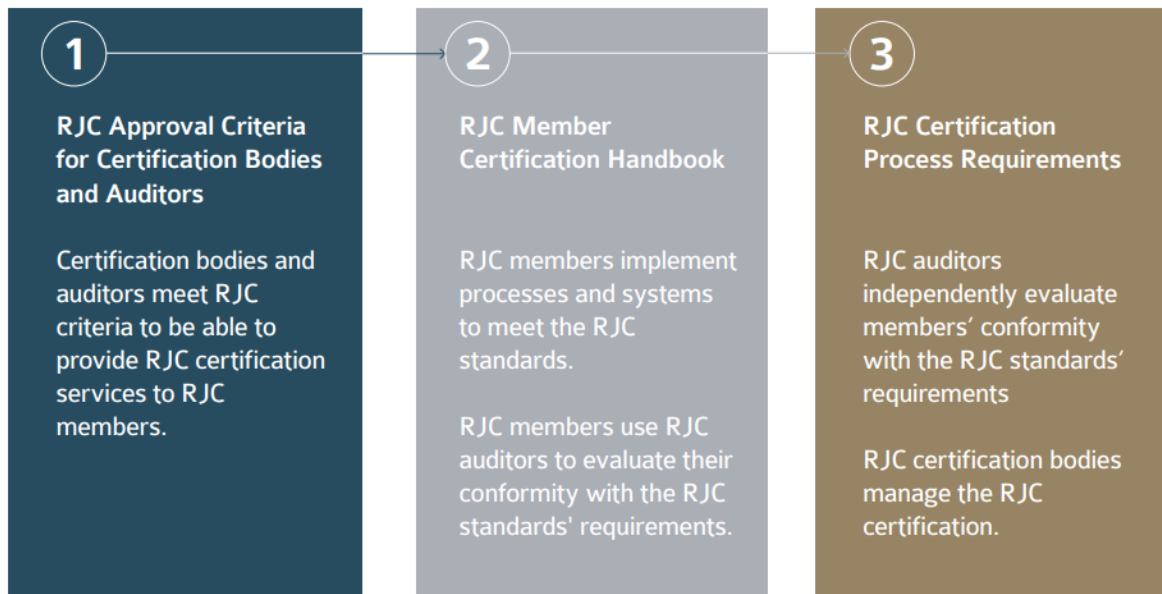 1
RJC Approval Criteria
for Certification Bodies
and Auditors
Certification bodies and
auditors meet RJC
criteria to be able to
provide RJC certification
services to RJC
members.
2
RJC Member
Certification Handbook
RJC members implement
processes and systems
to meet the RJC
standards.
RJC members use RJC
auditors to evaluate their
conformity with the RJC
standards' requirements.
3
RJC Certification
Process Requirements
RJC auditors
independently evaluate
members’ conformity
with the RJC standards’
requirements
RJC certification bodies
manage the RJC
certification.